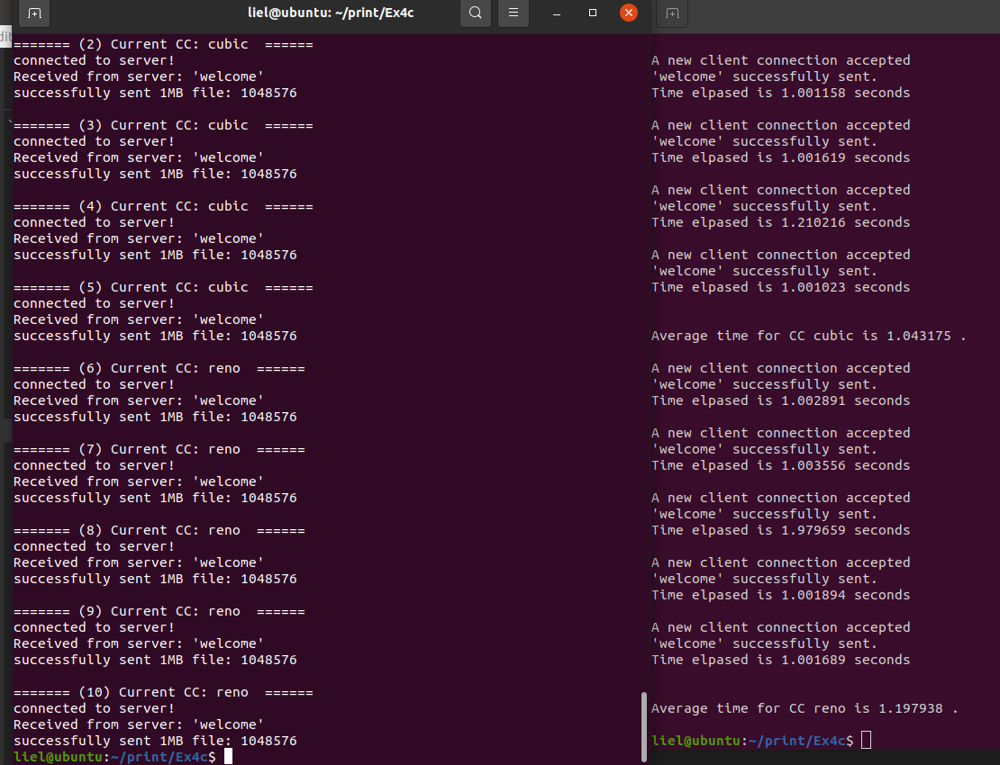 liel@ubuntu: ~/print/Ex4c
======= (2) Current CC: cubic  ======
connected to server!
Received from server: 'welcome'
successfully sent 1MB file: 1048576
======= (3) Current CC: cubic  ======
connected to server!
Received from server: 'welcome'
successfully sent 1MB file: 1048576
======= (4) Current CC: cubic  ======
connected to server!
Received from server: 'welcome'
successfully sent 1MB file: 1048576
======= (5) Current CC: cubic  ======
connected to server!
Received from server: 'welcome'
successfully sent 1MB file: 1048576
======= (6) Current CC: reno  ======
connected to server!
Received from server: 'welcome'
successfully sent 1MB file: 1048576
======= (7) Current CC: reno  ======
connected to server!
Received from server: 'welcome'
successfully sent 1MB file: 1048576
======= (8) Current CC: reno  ======
connected to server!
Received from server: 'welcome'
successfully sent 1MB file: 1048576
======= (9) Current CC: reno  ======
connected to server!
Received from server: 'welcome'
successfully sent 1MB file: 1048576
======= (10) Current CC: reno  ======
connected to server!
Received from server: 'welcome'
successfully sent 1MB file: 1048576
liel@ubuntu:~/print/Ex4c$
A new client connection accepted
'welcome' successfully sent.
Time elpased is 1.001158 seconds
A new client connection accepted
'welcome' successfully sent.
Time elpased is 1.001619 seconds
A new client connection accepted
'welcome' successfully sent.
Time elpased is 1.210216 seconds
A new client connection accepted
'welcome' successfully sent.
Time elpased is 1.001023 seconds
Average time for CC cubic is 1.043175 .
A new client connection accepted
'welcome' successfully sent.
Time elpased is 1.002891 seconds
A new client connection accepted
'welcome' successfully sent.
Time elpased is 1.003556 seconds
A new client connection accepted
'welcome' successfully sent.
Time elpased is 1.979659 seconds
A new client connection accepted
'welcome' successfully sent.
Time elpased is 1.001894 seconds
A new client connection accepted
'welcome' successfully sent.
Time elpased is 1.001689 seconds
Average time for CC reno is 1.197938 .
liel@ubuntu:~/print/Ex4c$